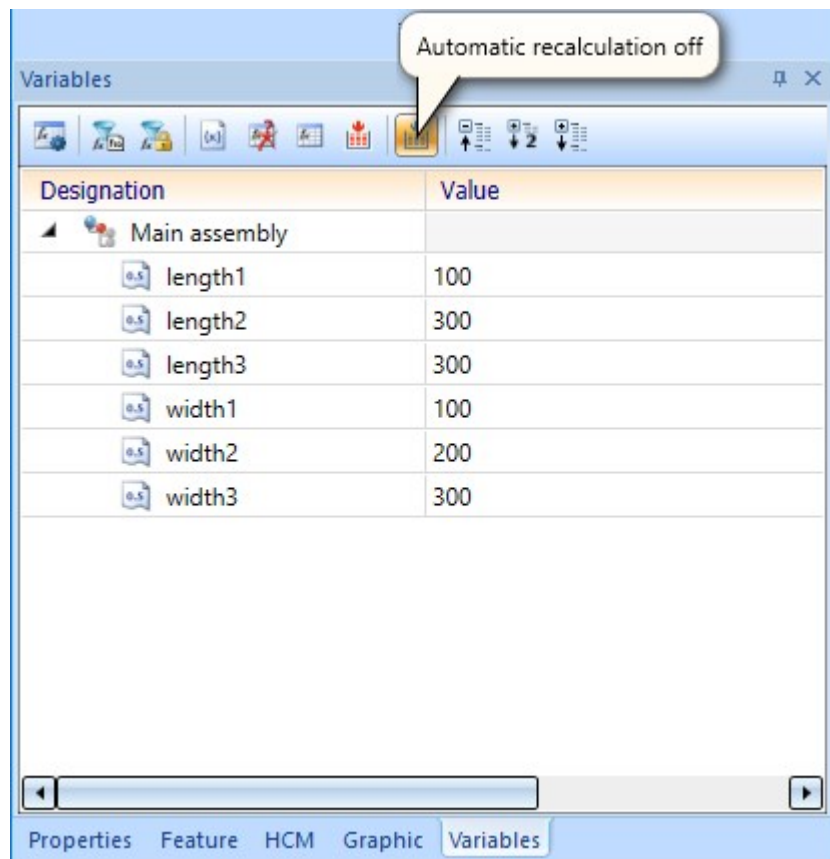 Automatic recalculation off
Variables
Designation Value
Main assembly
length1 100
length2 300
length3 300
width1 100
width2 200
width3 300
Properties Feature HCM Graphic Variables